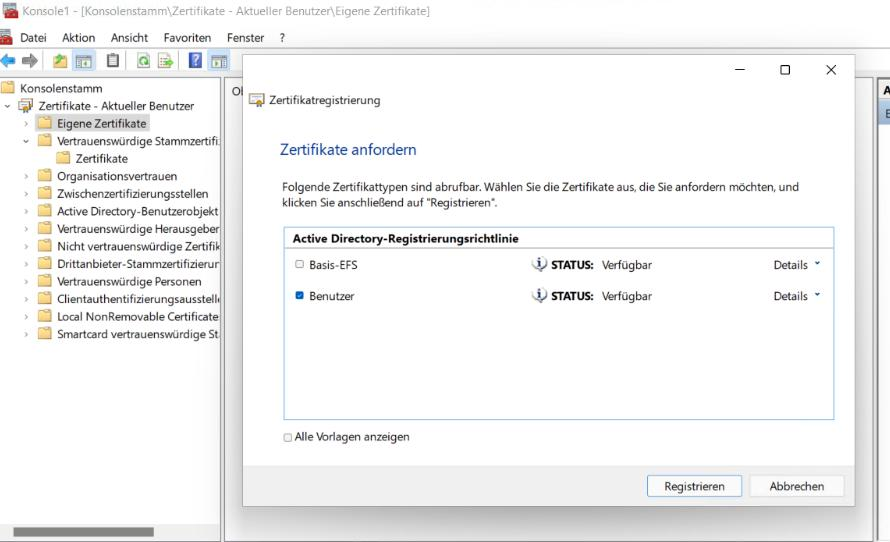 Konsole1 - [Konsolenstamm\Zertifikate - Aktueller Benutzer\Eigene Zertifikate]
Datei Aktion Ansicht Favoriten Fenster ?
Konsolenstamm
Zertifikate - Aktueller Benutzer
Eigene Zertifikate
Vertrauenswürdige Stammzertifi
Zertifikate
Organisationsvertrauen
Zwischenzertifizierungsstellen
Active Directory-Benutzerobjekt
Vertrauenswürdige Herausgeber
Nicht vertrauenswürdige Zertifik
Drittanbieter-Stammzertifizierun
Vertrauenswürdige Personen
Clientauthentifizierungsausstelle
Local NonRemovable Certificate
Smartcard vertrauenswürdige St
Zertifikatregistrierung
Zertifikate anfordern
Folgende Zertifikattypen sind abrufbar. Wählen Sie die Zertifikate aus, die Sie anfordern möchten, und
klicken Sie anschließend auf "Registrieren".
Active Directory-Registrierungsrichtlinie
Basis-EFS STATUS: Verfügbar Details
Benutzer STATUS: Verfügbar Details
Alle Vorlagen anzeigen
Registrieren Abbrechen